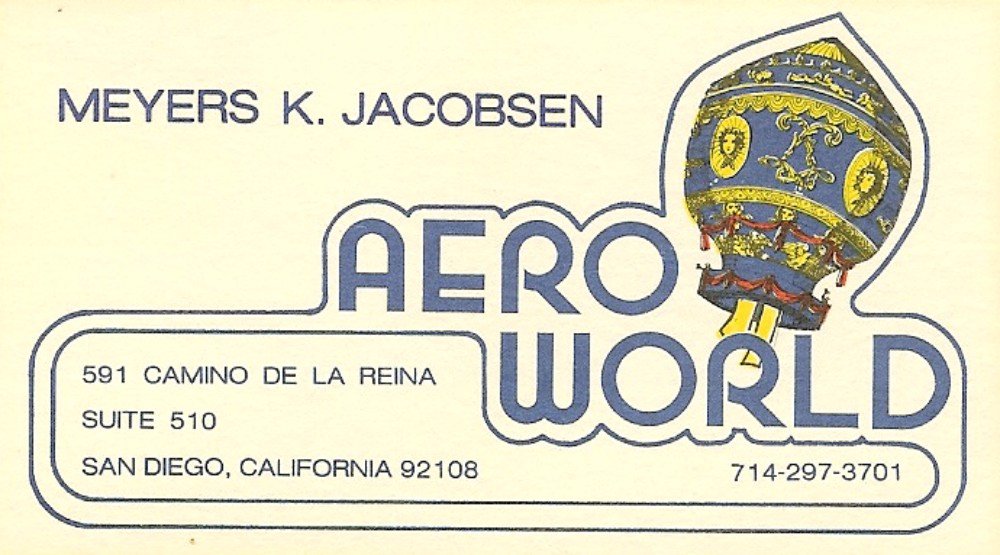 MEYERS K. JACOBSEN
AERO
WORLD
591 CAMINO DE LA REINA
SUITE 510
SAN DIEGO, CALIFORNIA 92108
714-297-3701